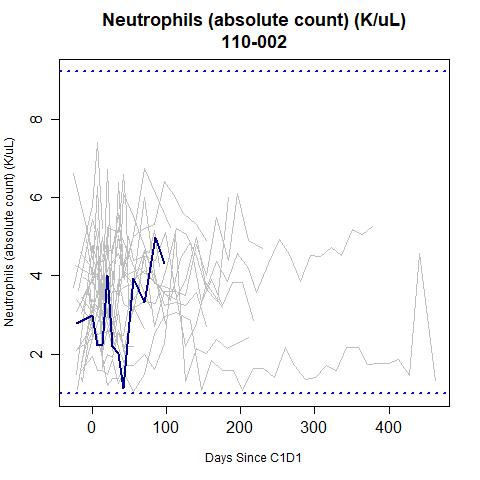 Neutrophils (absolute count) (K/uL)
110-002
Neutrophils (absolute count) (K/uL)
8
6
4
2
0 100 200 300 400
Days Since C1D1